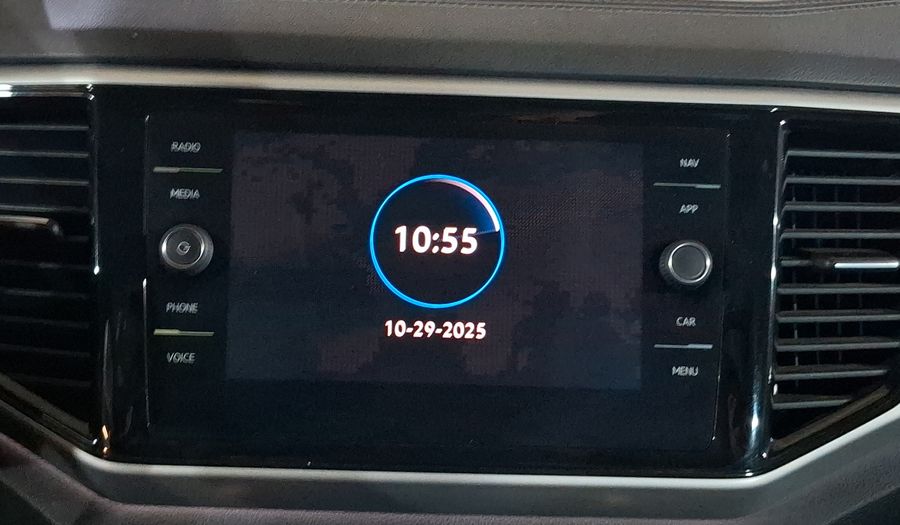 RADIO
MEDIA
PHONE
VOICE
10:55
10-29-2025
NAV
APP
CAR
MENU